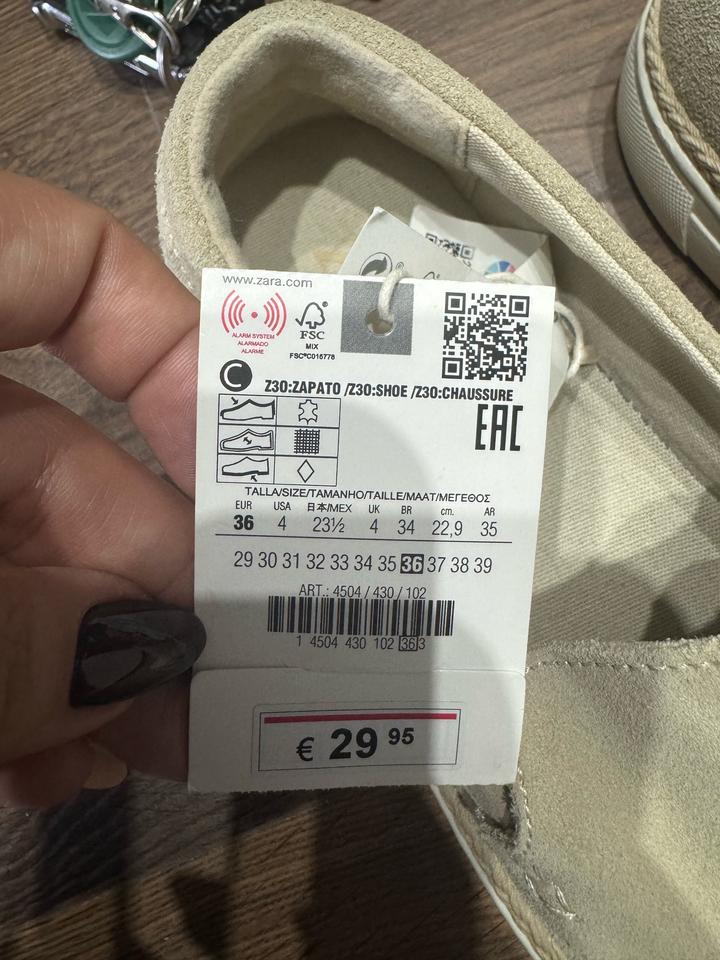 www.zara.com
ALARM SYSTEM
ALARMADO
ALARME
FSC
MIX
FSC®C015778
C
Z30:ZAPATO /Z30:SHOE /Z30:CHAUSSURE
EAC
TALLA/SIZE/TAMANHO/TAILLE/MAAT/ΜΕΓΕΘΟΣ
EUR USA 日本/MEX UK BR cm. AR
36 4 23½ 4 34 22,9 35
29 30 31 32 33 34 35 36 37 38 39
ART.: 4504 / 430 / 102
1 4504 430 102 36 3
€ 29 95